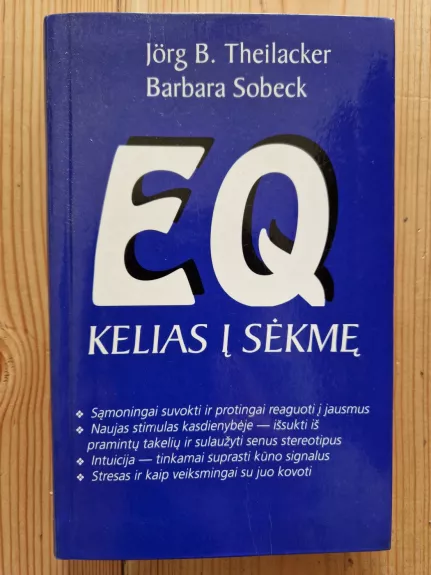 Jörg B. Theilacker
Barbara Sobeck
EQ
KELIAS Į SĖKMĘ
❖ Sąmoningai suvokti ir protingai reaguoti į jausmus
❖ Naujas stimulas kasdienybėje — išsukti iš
pramintų takelių ir sulaužyti senus stereotipus
❖ Intuicija — tinkamai suprasti kūno signalus
❖ Stresas ir kaip veiksmingai su juo kovoti